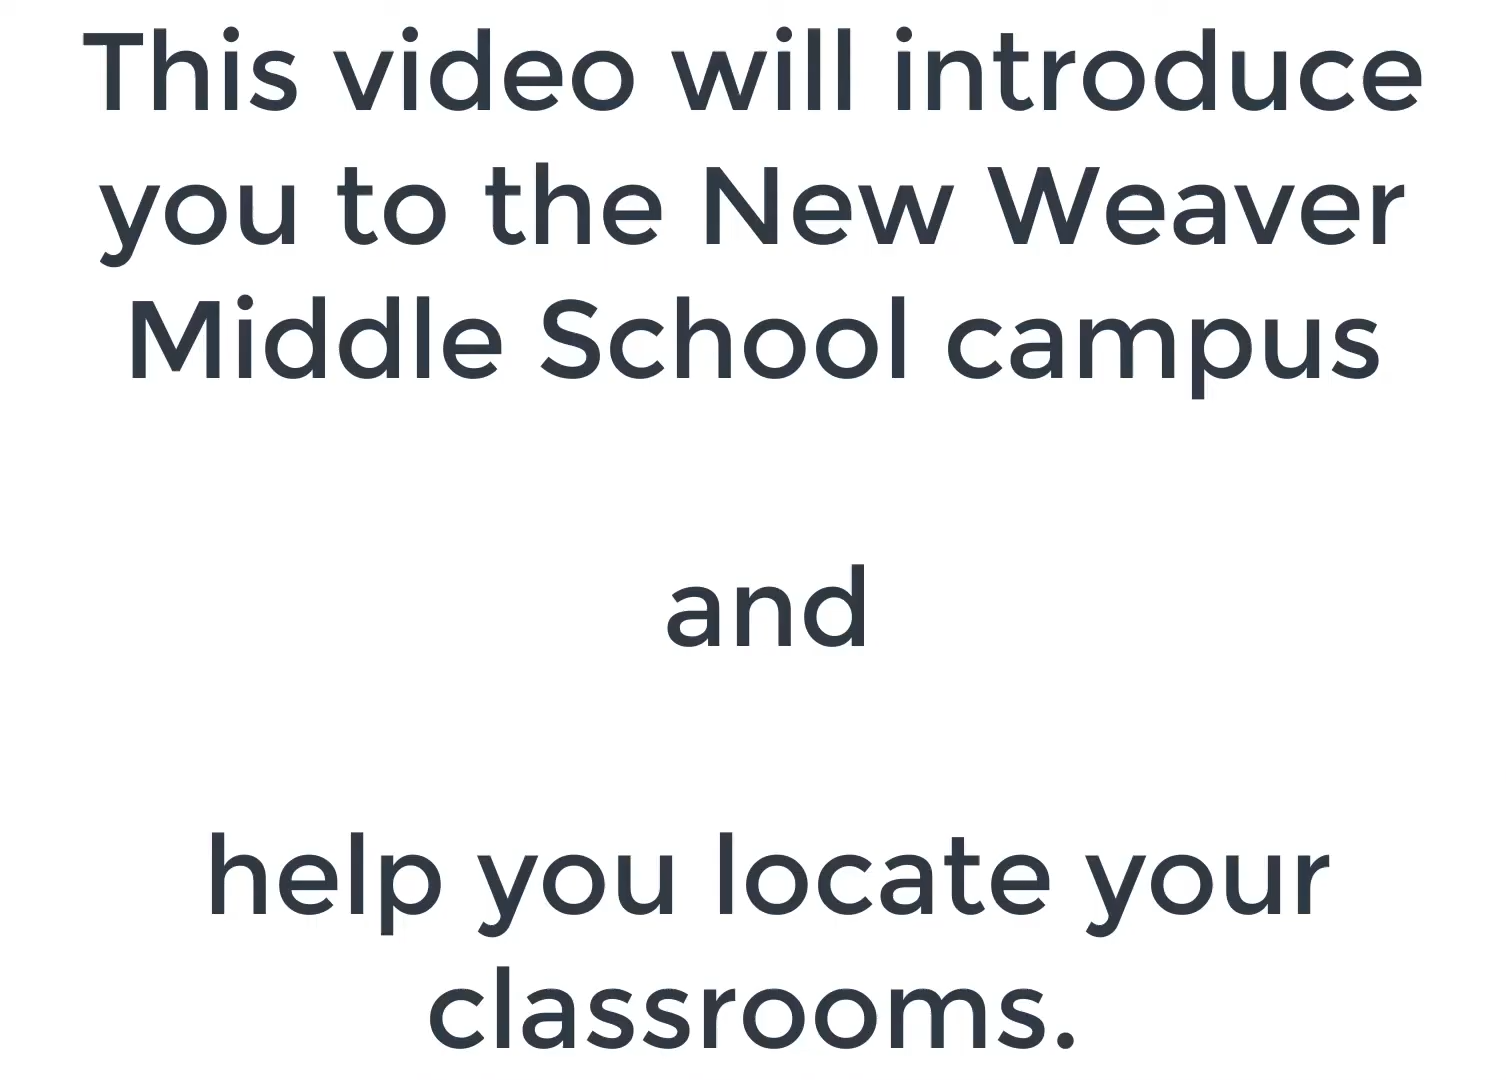 This video will introduce
you to the New Weaver
Middle School campus
and
help you locate your
classrooms.